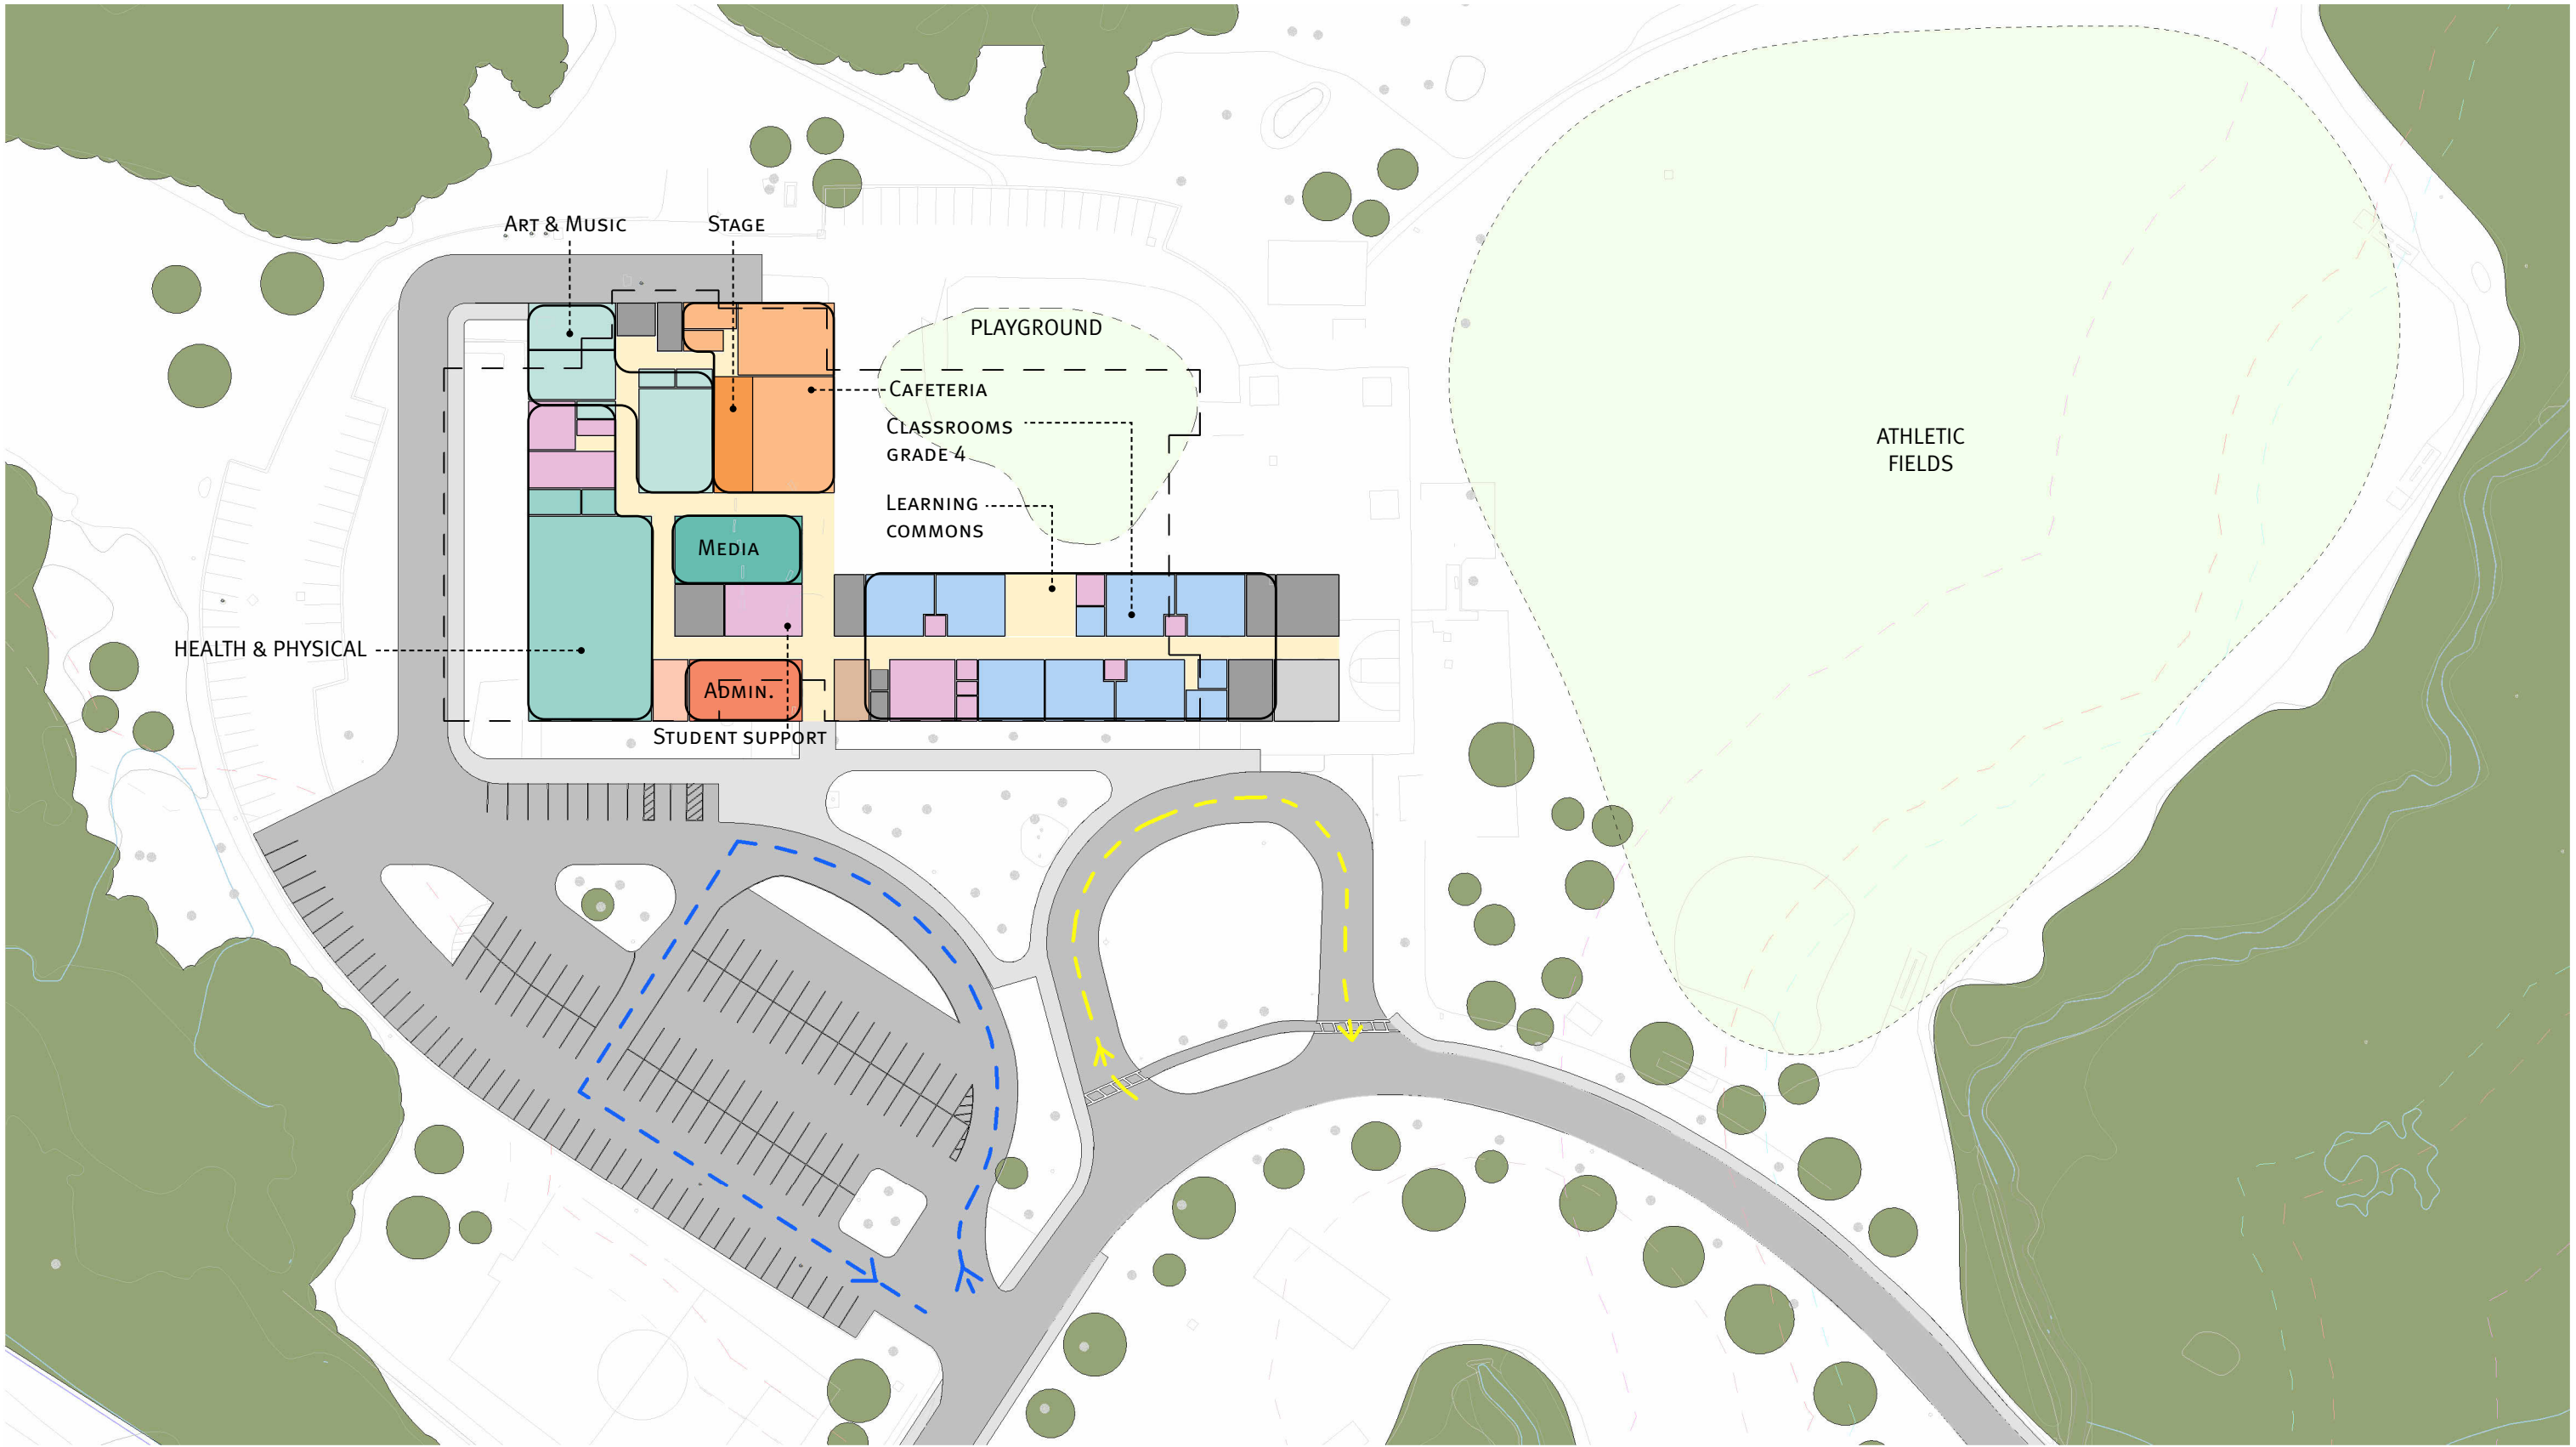 ART & MUSIC
STAGE
PLAYGROUND
CAFETERIA
CLASSROOMS
GRADE 4
ATHLETIC
FIELDS
LEARNING
COMMONS
MEDIA
HEALTH & PHYSICAL
ADMIN.
STUDENT SUPPORT